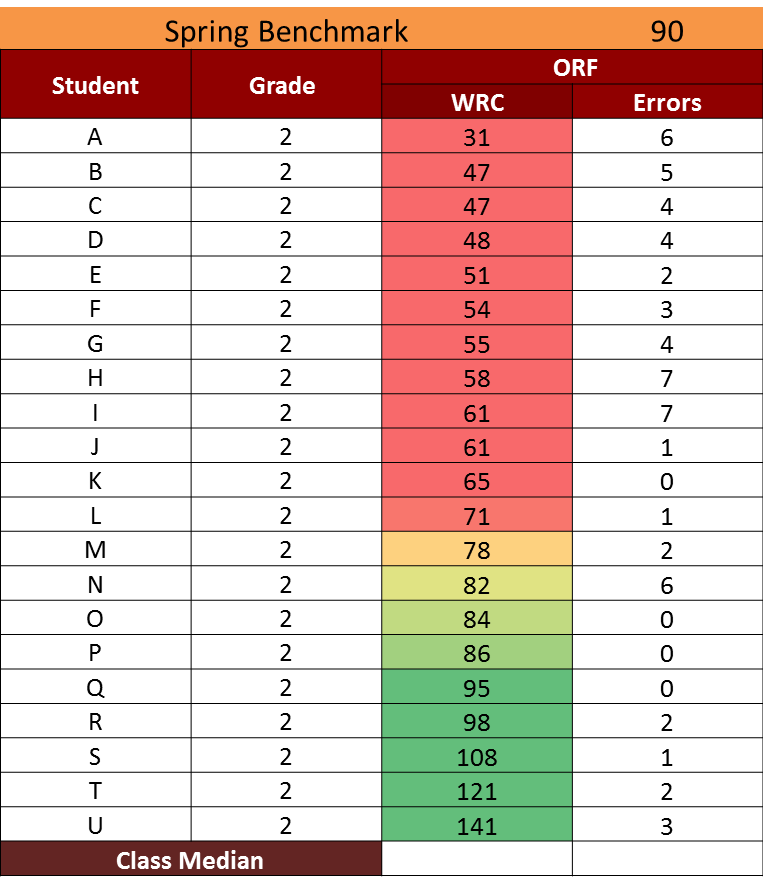 Spring Benchmark 90
ORF
Student Grade
WRC Errors
A 2 31 6
B 2 47 5
C 2 47 4
D 2 48 4
E 2 51 2
F 2 54 3
G 2 55 4
H 2 58 7
I 2 61 7
J 2 61 1
K 2 65 0
L 2 71 1
M 2 78 2
N 2 82 6
O 2 84 0
P 2 86 0
Q 2 95 0
R 2 98 2
S 2 108 1
T 2 121 2
U 2 141 3
Class Median